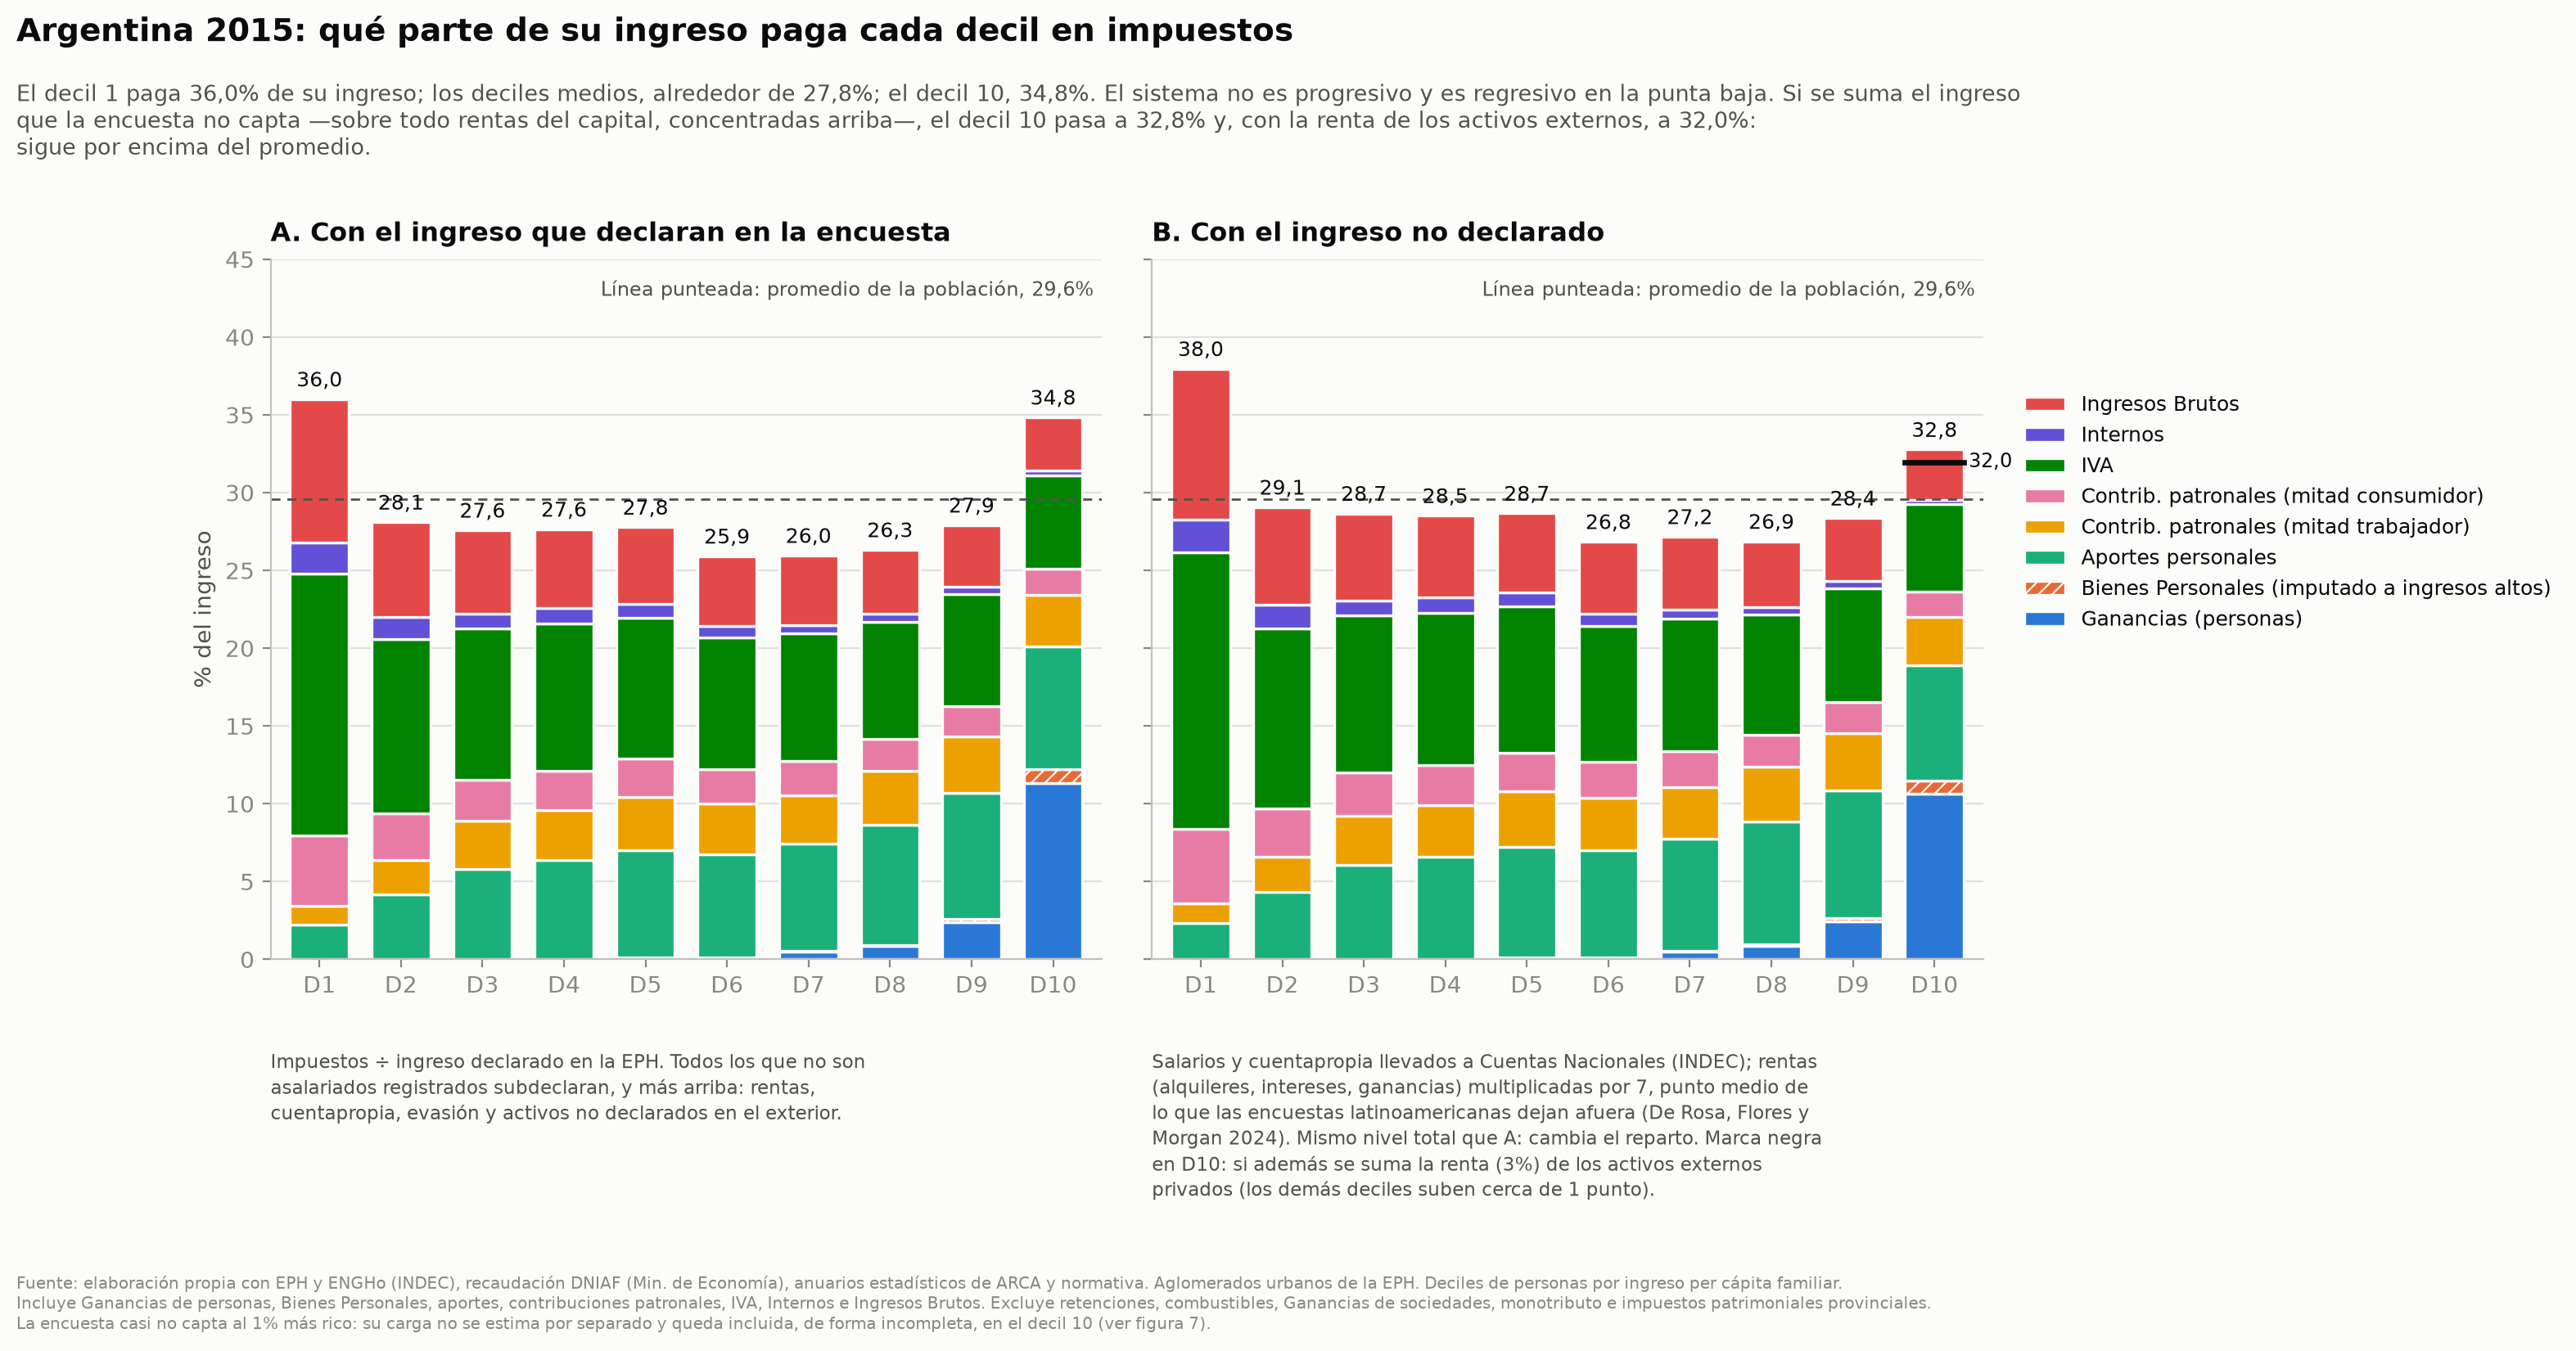 Argentina 2015: qué parte de su ingreso paga cada decil en impuestos
El decil 1 paga 36,0% de su ingreso; los deciles medios, alrededor de 27,8%; el decil 10, 34,8%. El sistema no es progresivo y es regresivo en la punta baja. Si se suma el ingreso
que la encuesta no capta —sobre todo rentas del capital, concentradas arriba—, el decil 10 pasa a 32,8% y, con la renta de los activos externos, a 32,0%:
sigue por encima del promedio.
A. Con el ingreso que declaran en la encuesta
Línea punteada: promedio de la población, 29,6%
% del ingreso
45
40
35
30
25
20
15
10
5
0
36,0
28,1
27,6
27,6
27,8
25,9
26,0
26,3
27,9
34,8
D1
D2
D3
D4
D5
D6
D7
D8
D9
D10
Impuestos ÷ ingreso declarado en la EPH. Todos los que no son
asalariados registrados subdeclaran, y más arriba: rentas,
cuentapropia, evasión y activos no declarados en el exterior.
B. Con el ingreso no declarado
Línea punteada: promedio de la población, 29,6%
38,0
29,1
28,7
28,5
28,7
26,8
27,2
26,9
28,4
32,8
32,0
D1
D2
D3
D4
D5
D6
D7
D8
D9
D10
Salarios y cuentapropia llevados a Cuentas Nacionales (INDEC); rentas
(alquileres, intereses, ganancias) multiplicadas por 7, punto medio de
lo que las encuestas latinoamericanas dejan afuera (De Rosa, Flores y
Morgan 2024). Mismo nivel total que A: cambia el reparto. Marca negra
en D10: si además se suma la renta (3%) de los activos externos
privados (los demás deciles suben cerca de 1 punto).
Ingresos Brutos
Internos
IVA
Contrib. patronales (mitad consumidor)
Contrib. patronales (mitad trabajador)
Aportes personales
Bienes Personales (imputado a ingresos altos)
Ganancias (personas)
Fuente: elaboración propia con EPH y ENGHo (INDEC), recaudación DNIAF (Min. de Economía), anuarios estadísticos de ARCA y normativa. Aglomerados urbanos de la EPH. Deciles de personas por ingreso per cápita familiar.
Incluye Ganancias de personas, Bienes Personales, aportes, contribuciones patronales, IVA, Internos e Ingresos Brutos. Excluye retenciones, combustibles, Ganancias de sociedades, monotributo e impuestos patrimoniales provinciales.
La encuesta casi no capta al 1% más rico: su carga no se estima por separado y queda incluida, de forma incompleta, en el decil 10 (ver figura 7).